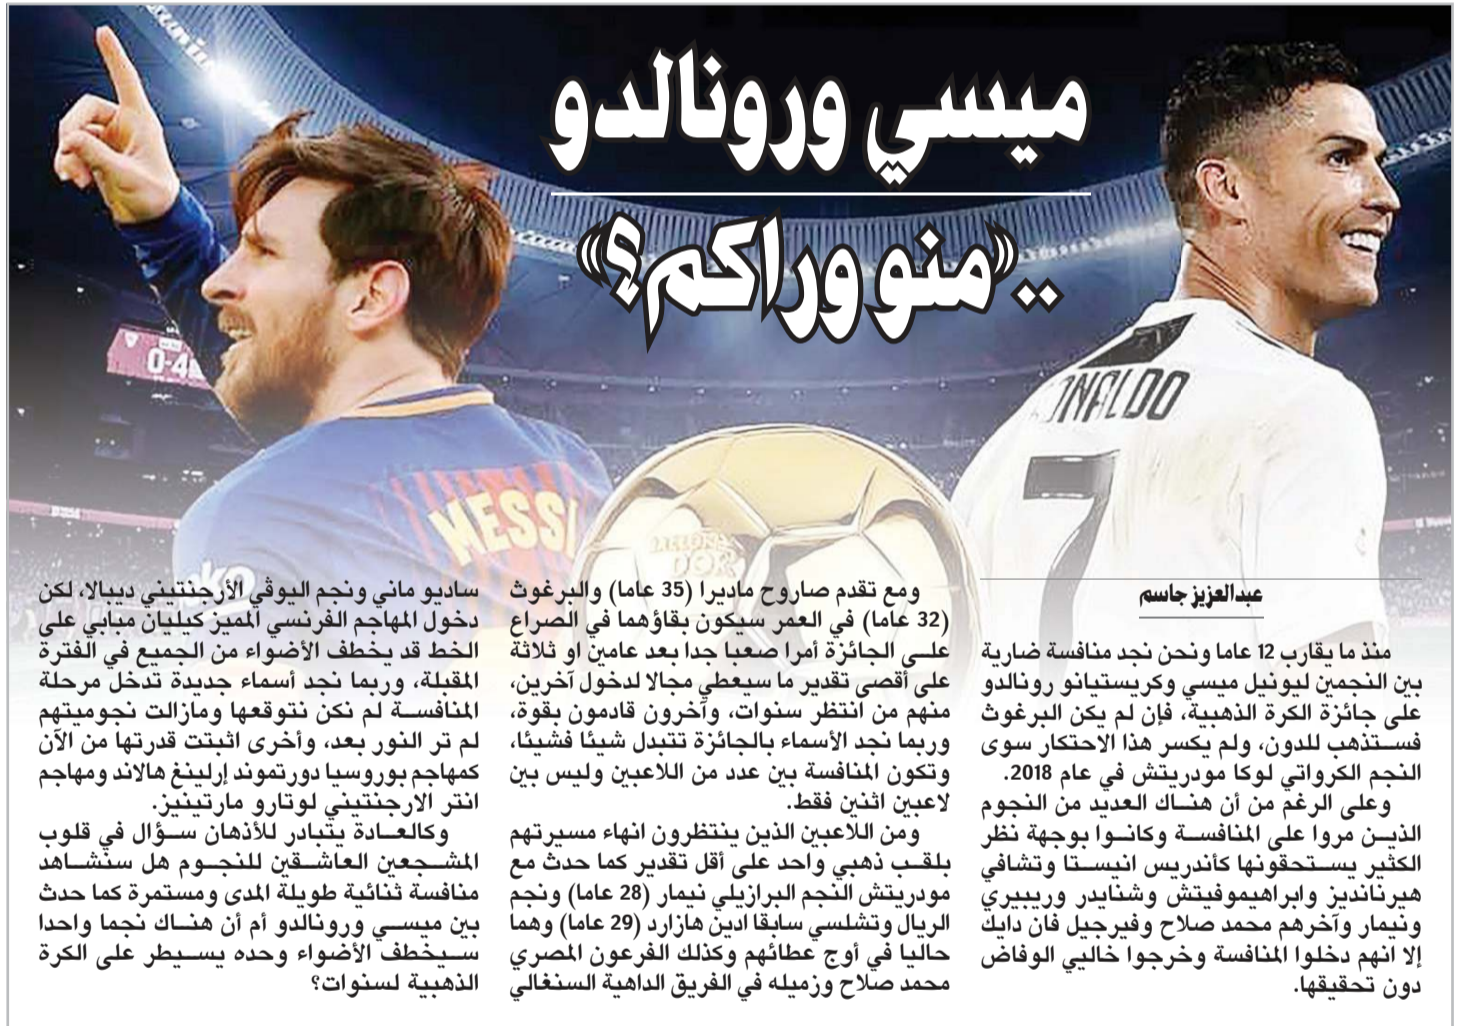 ميسي ورونالدو
.. «منو وراكم؟»
0-4
ONALDO
7
MESSI
BALLON
D'OR
عبدالعزيز جاسم
منذ ما يقارب 12 عاما ونحن نجد منافسة ضارية
بين النجمين ليونيل ميسي وكريستيانو رونالدو
على جائزة الكرة الذهبية، فإن لم يكن البرغوث
فستذهب للدون، ولم يكسر هذا الاحتكار سوى
النجم الكرواتي لوكا مودريتش في عام 2018.
وعلى الرغم من أن هناك العديد من النجوم
الذين مروا على المنافسة وكانوا بوجهة نظر
الكثير يستحقونها كأندريس انيستا وتشافي
هيرنانديز وابراهيموفيتش وشنايدر وريبيري
ونيمار وآخرهم محمد صلاح وفيرجيل فان دايك
إلا انهم دخلوا المنافسة وخرجوا خاليي الوفاض
دون تحقيقها.
ومع تقدم صاروح ماديرا (35 عاما) والبرغوث
(32 عاما) في العمر سيكون بقاؤهما في الصراع
على الجائزة أمرا صعبا جدا بعد عامين او ثلاثة
على أقصى تقدير ما سيعطي مجالا لدخول آخرين،
منهم من انتظر سنوات، وآخرون قادمون بقوة،
وربما نجد الأسماء بالجائزة تتبدل شيئا فشيئا،
وتكون المنافسة بين عدد من اللاعبين وليس بين
لاعبين اثنين فقط.
ومن اللاعبين الذين ينتظرون انهاء مسيرتهم
بلقب ذهبي واحد على أقل تقدير كما حدث مع
مودريتش النجم البرازيلي نيمار (28 عاما) ونجم
الريال وتشلسي سابقا ادين هازارد (29 عاما) وهما
حاليا في أوج عطائهم وكذلك الفرعون المصري
محمد صلاح وزميله في الفريق الداهية السنغالي
ساديو ماني ونجم اليوڤي الأرجنتيني ديبالا، لكن
دخول المهاجم الفرنسي المميز كيليان مبابي على
الخط قد يخطف الأضواء من الجميع في الفترة
المقبلة، وربما نجد أسماء جديدة تدخل مرحلة
المنافسة لم نكن نتوقعها ومازالت نجوميتهم
لم تر النور بعد، وأخرى اثبتت قدرتها من الآن
كمهاجم بوروسيا دورتموند إرلينغ هالاند ومهاجم
انتر الارجنتيني لوتارو مارتينيز.
وكالعادة يتبادر للأذهان سؤال في قلوب
المشجعين العاشقين للنجوم هل سنشاهد
منافسة ثنائية طويلة المدى ومستمرة كما حدث
بين ميسي ورونالدو أم أن هناك نجما واحدا
سيخطف الأضواء وحده يسيطر على الكرة
الذهبية لسنوات؟